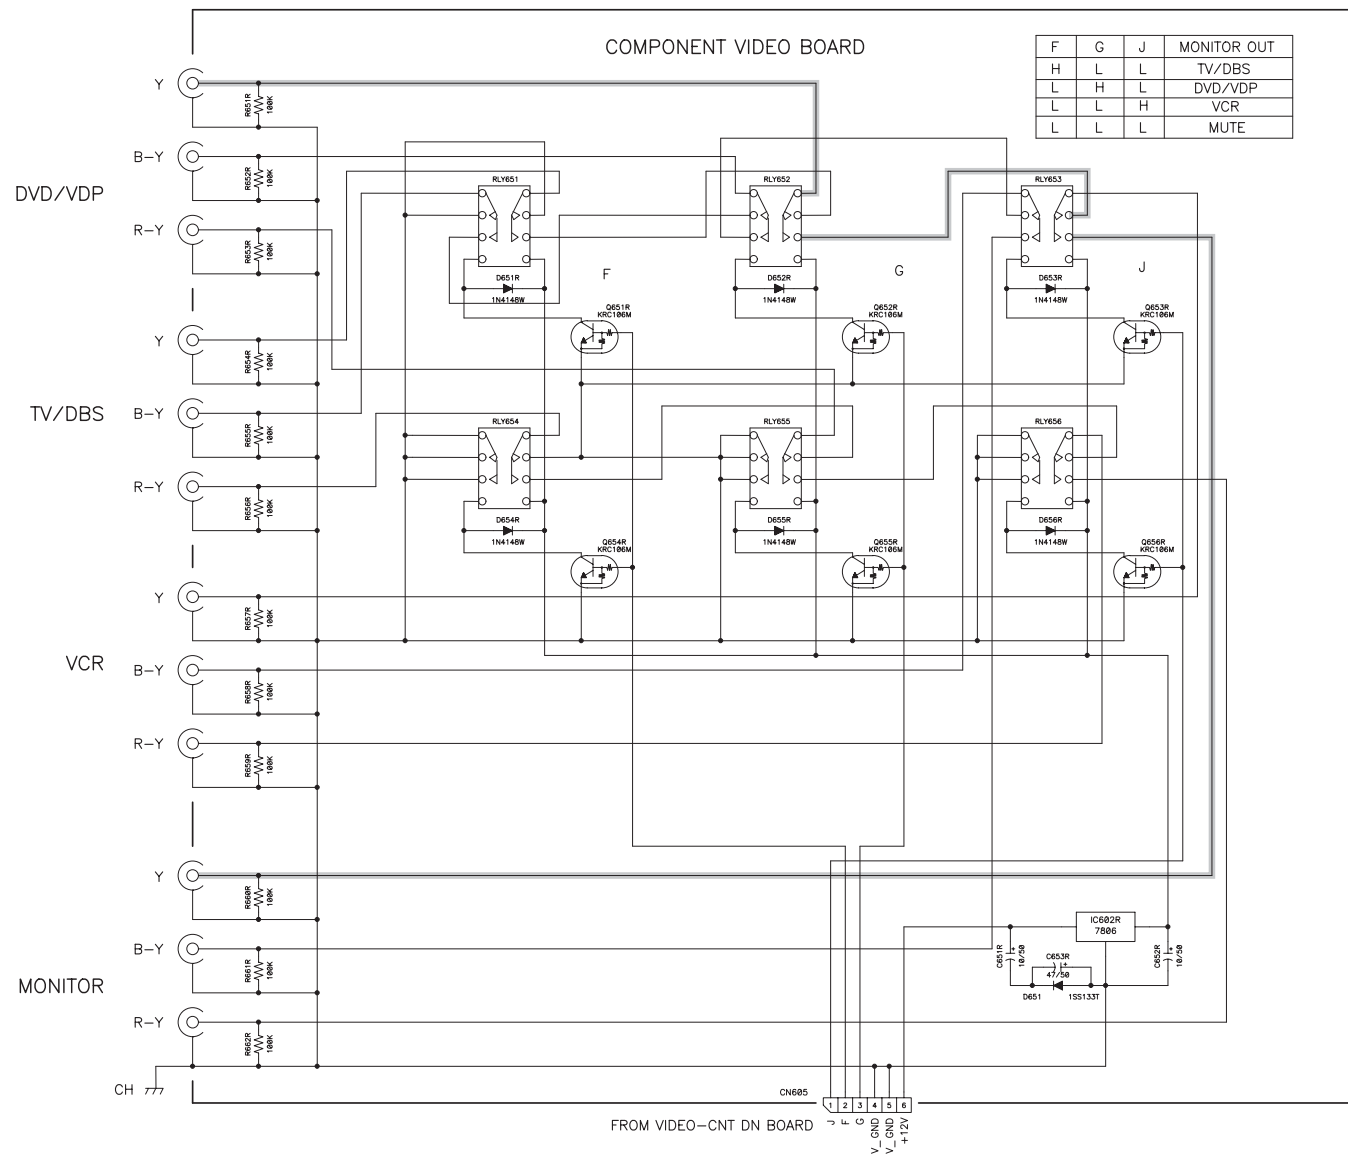 COMPONENT VIDEO BOARD
F G J MONITOR OUT
H L L TV/DBS
L H L DVD/VDP
L L H VCR
L L L MUTE
DVD/VDP
Y
R651R
100K
B-Y
R652R
100K
R-Y
R653R
100K
TV/DBS
Y
R654R
100K
B-Y
R655R
100K
R-Y
R656R
100K
VCR
Y
R657R
100K
B-Y
R658R
100K
R-Y
R659R
100K
MONITOR
Y
R660R
100K
B-Y
R661R
100K
R-Y
R662R
100K
CH
RLY651
D651R
1N4148W
F
Q651R
KRC106M
RLY652
D652R
1N4148W
G
Q652R
KRC106M
RLY653
D653R
1N4148W
J
Q653R
KRC106M
RLY654
D654R
1N4148W
Q654R
KRC106M
RLY655
D655R
1N4148W
Q655R
KRC106M
RLY656
D656R
1N4148W
Q656R
KRC106M
IC602R
7806
C651R
10/50
C653R
47/50
C652R
10/50
D651
1SS133T
CN605
1 2 3 4 5 6
FROM VIDEO-CNT DN BOARD
J
F
G
V_GND
V_GND
+12V